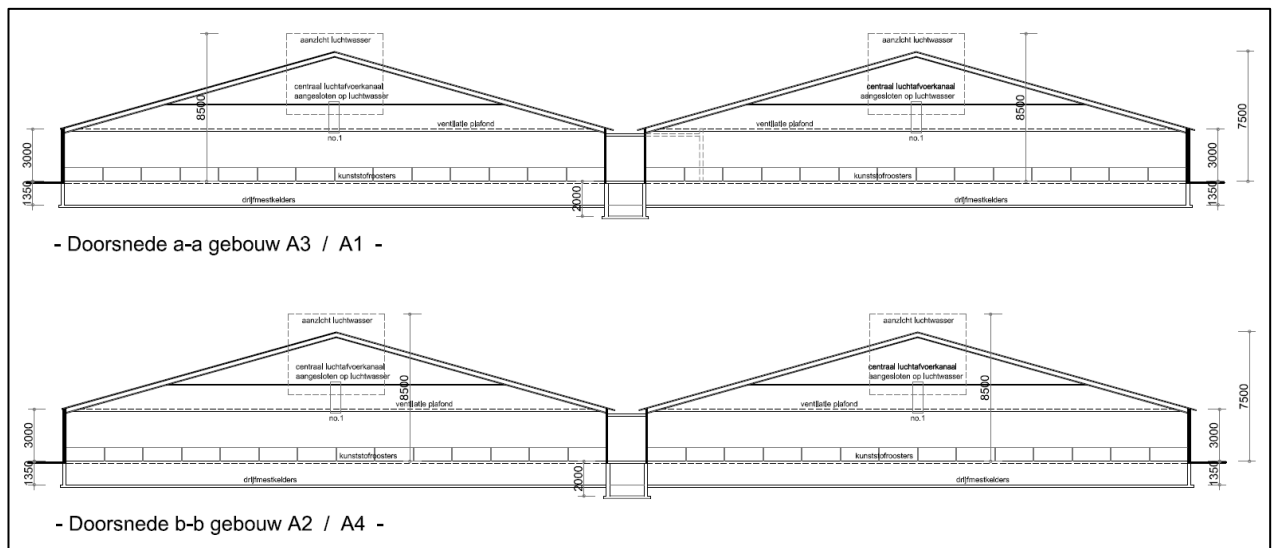 aanzicht luchtwasser
aanzicht luchtwasser
centraal luchtafvoerkanaal
aangesloten op luchtwasser
8500
centraal luchtafvoerkanaal
aangesloten op luchtwasser
8500
7500
ventilatie plafond
no.1
ventilatie plafond
no.1
3000
3000
kunststofroosters
kunststofroosters
1350
drijfmestkelders
2000
drijfmestkelders
1350
- Doorsnede a-a gebouw A3 / A1 -
aanzicht luchtwasser
aanzicht luchtwasser
centraal luchtafvoerkanaal
aangesloten op luchtwasser
8500
centraal luchtafvoerkanaal
aangesloten op luchtwasser
8500
7500
ventilatie plafond
no.1
ventilatie plafond
no.1
3000
3000
kunststofroosters
kunststofroosters
1350
drijfmestkelders
2000
drijfmestkelders
1350
- Doorsnede b-b gebouw A2 / A4 -